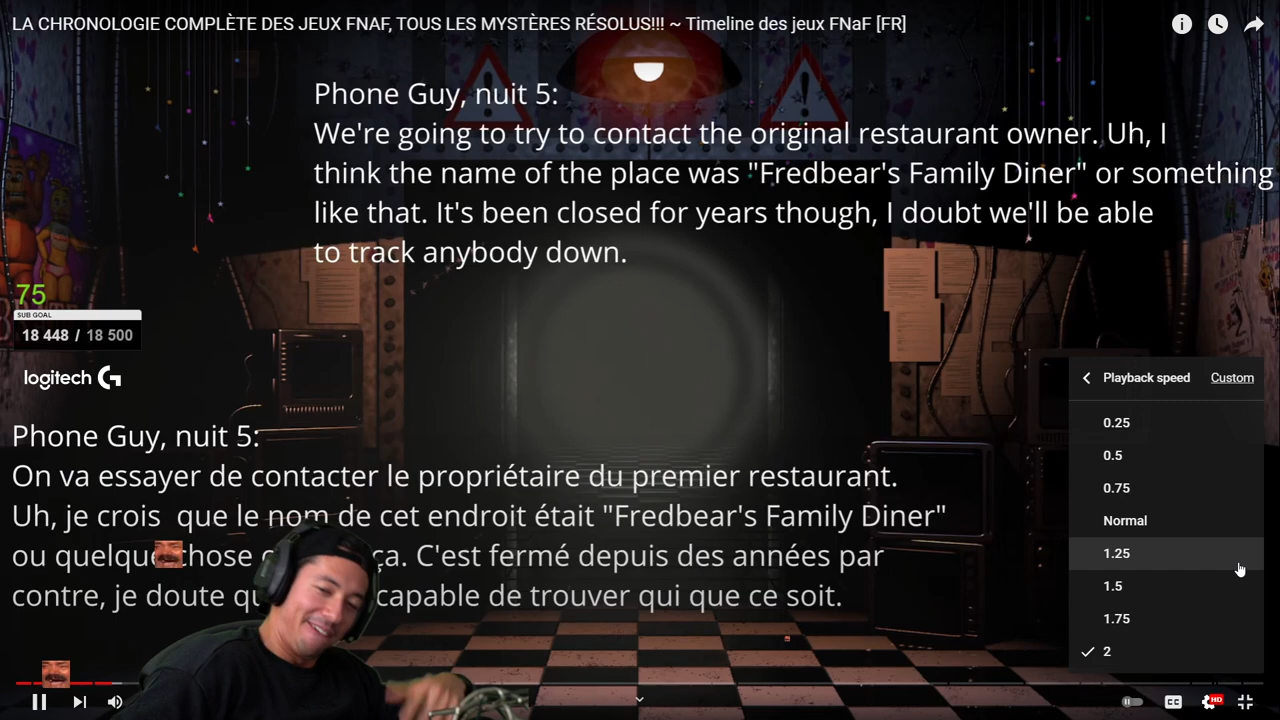 LA CHRONOLOGIE COMPLÈTE DES JEUX FNAF, TOUS LES MYSTÈRES RÉSOLUS!!! ~ Timeline des jeux FNaF [FR]
Phone Guy, nuit 5:
We're going to try to contact the original restaurant owner. Uh, I
think the name of the place was "Fredbear's Family Diner" or something
like that. It's been closed for years though, I doubt we'll be able
to track anybody down.
75
SUB GOAL
18 448 / 18 500
logitech G
Phone Guy, nuit 5:
On va essayer de contacter le propriétaire du premier restaurant.
Uh, je crois que le nom de cet endroit était "Fredbear's Family Diner"
ou quelque chose ça. C'est fermé depuis des années par
contre, je doute capable de trouver qui que ce soit.
Playback speed Custom
0.25
0.5
0.75
Normal
1.25
1.5
1.75
2
CC HD